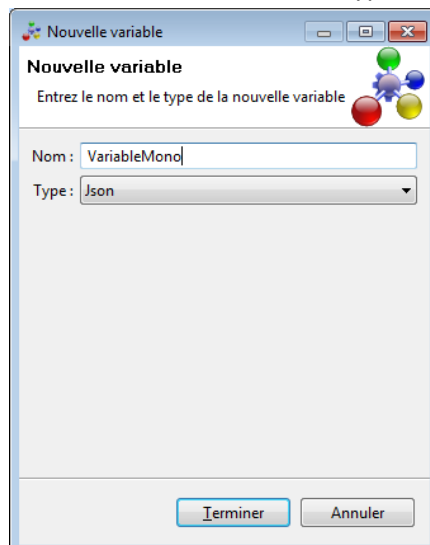 Nouvelle variable
Nouvelle variable
Entrez le nom et le type de la nouvelle variable
Nom : VariableMono
Type : Json
Terminer Annuler